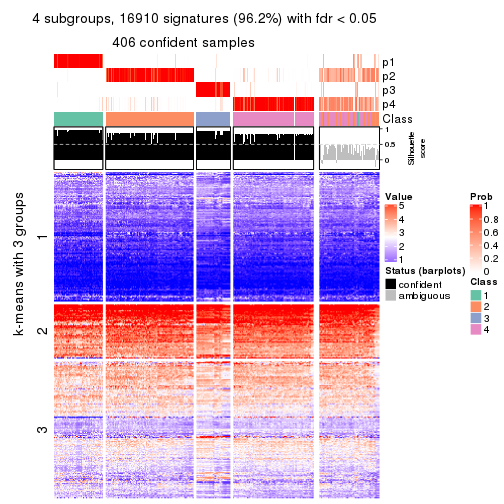 4 subgroups, 16910 signatures (96.2%) with fdr < 0.05
406 confident samples
p1
p2
p3
p4
Class
1
0.5
0
Silhouette
score
k-means with 3 groups
1
2
3
Value
5
4
3
2
1
Status (barplots)
confident
ambiguous
Prob
1
0.8
0.6
0.4
0.2
0
Class
1
2
3
4